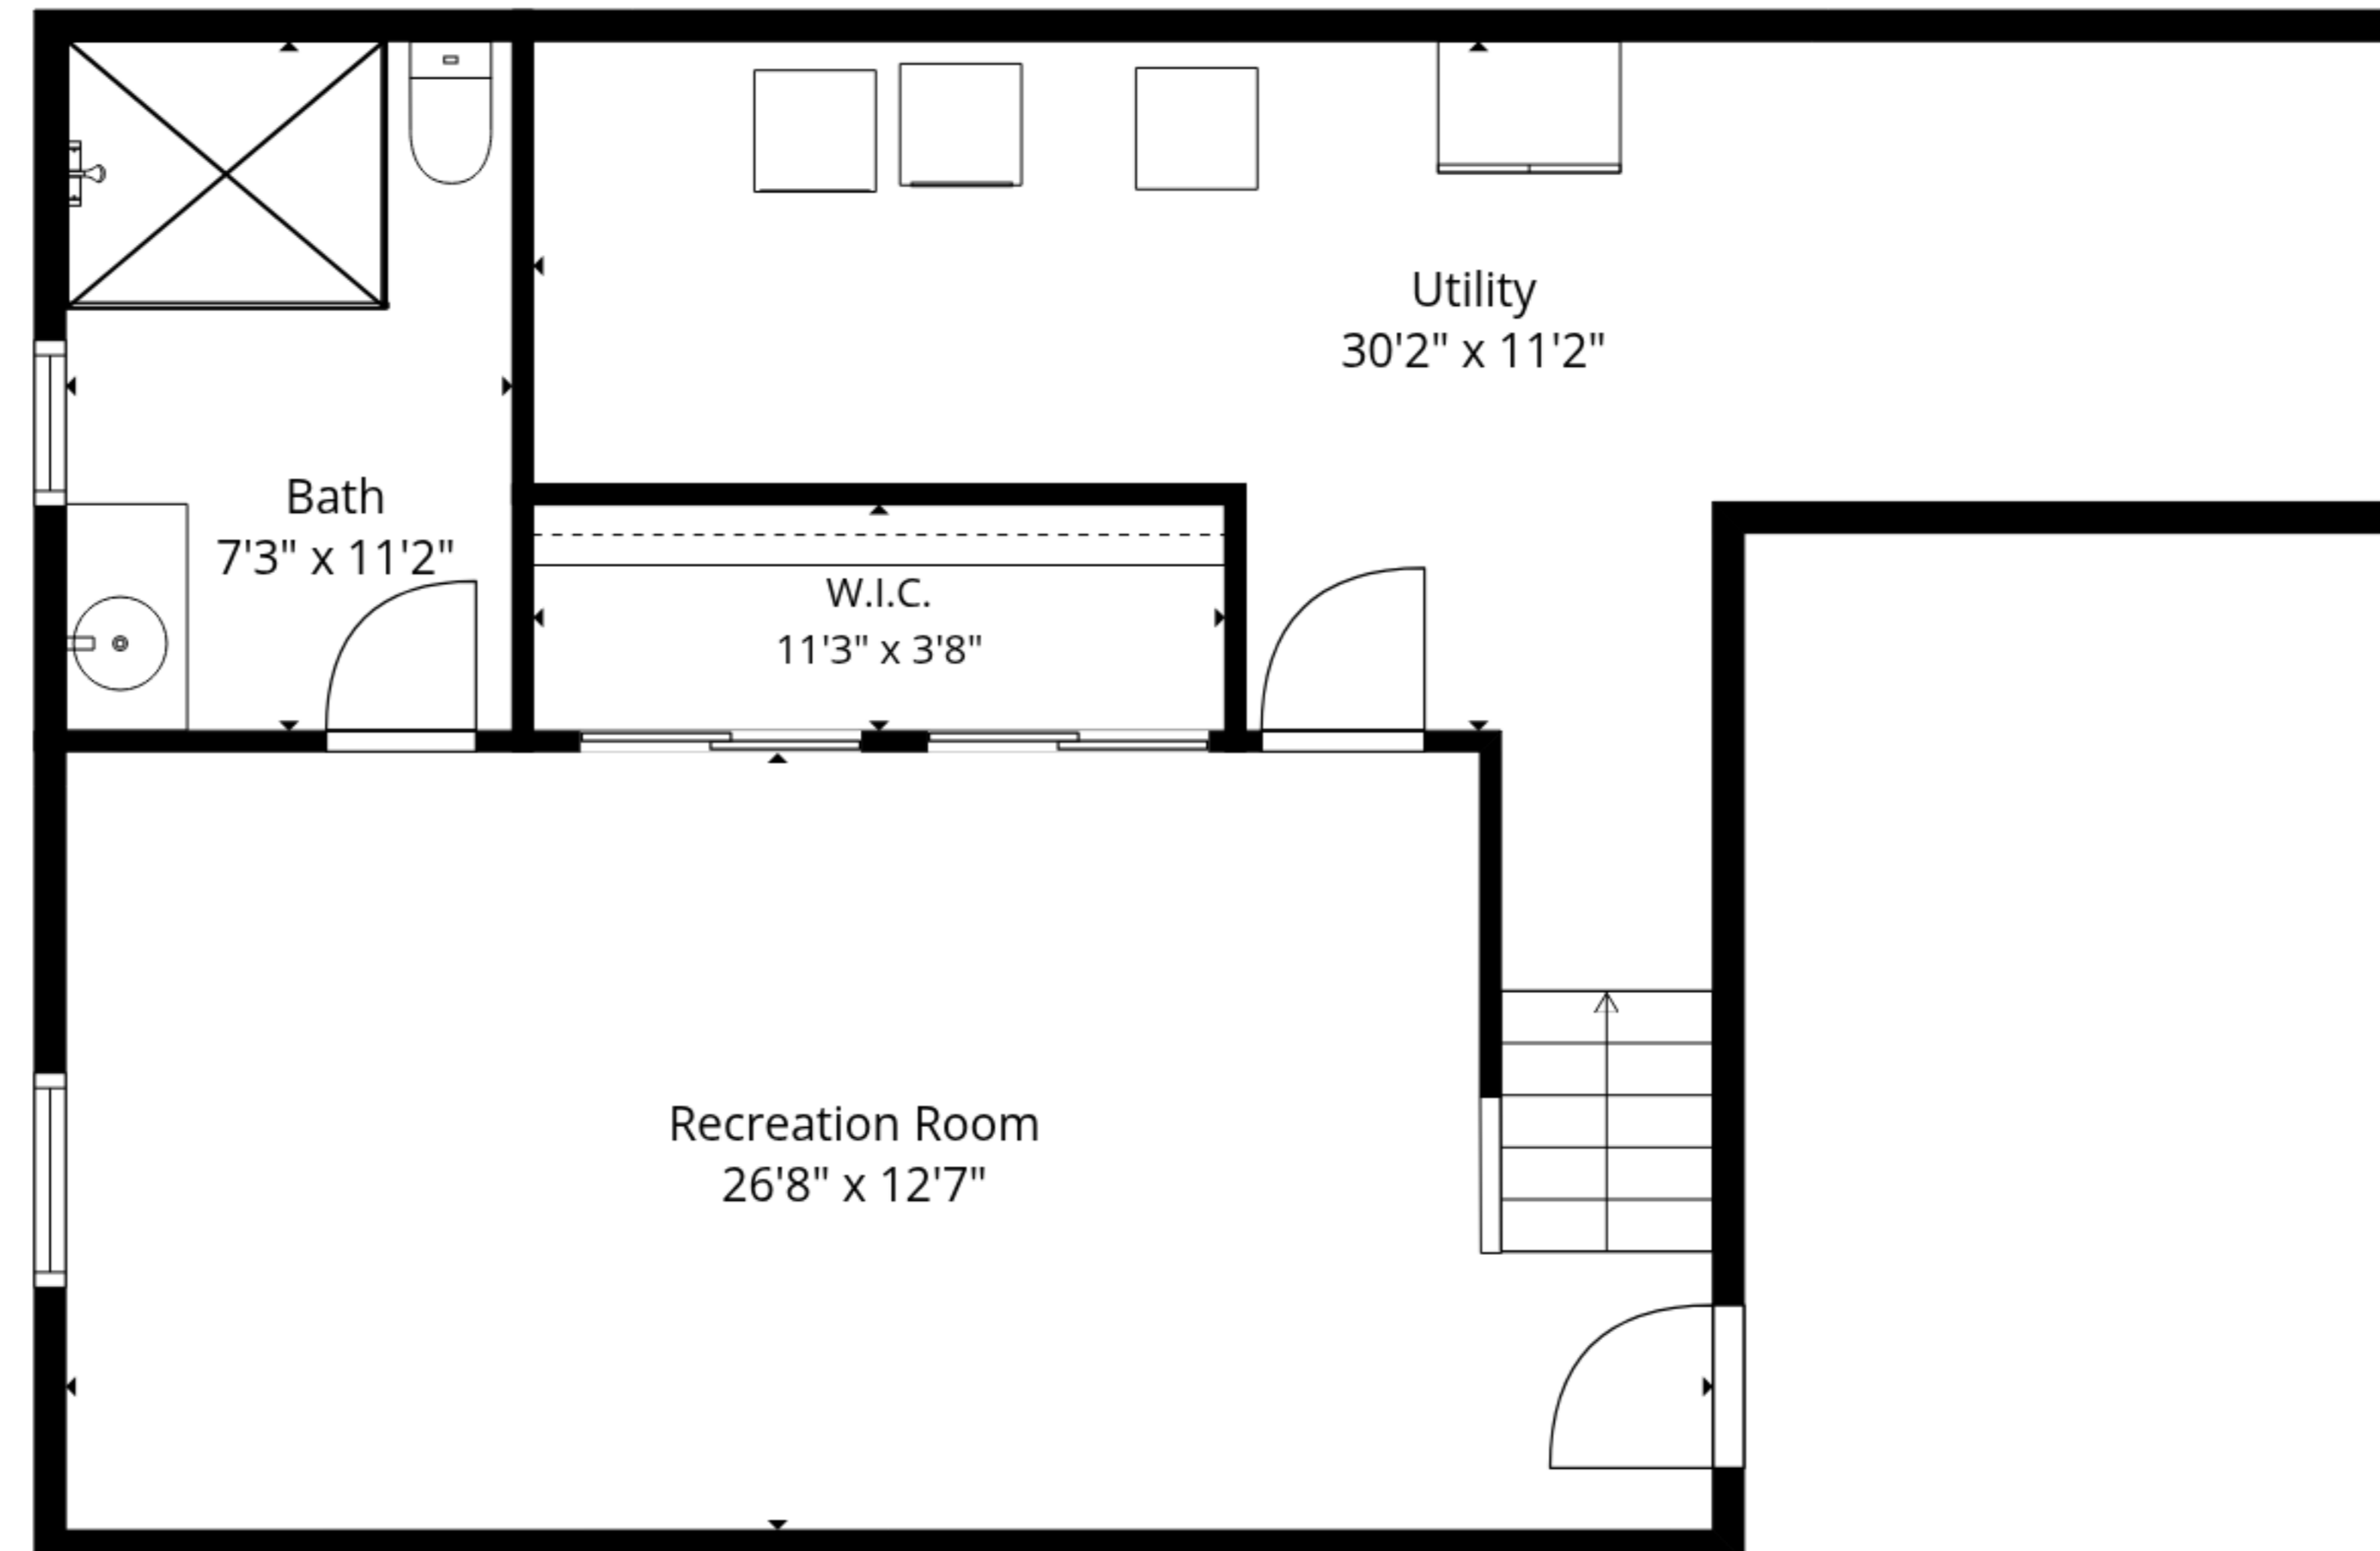 Utility
30'2" x 11'2"
Bath
7'3" x 11'2"
W.I.C.
11'3" x 3'8"
Recreation Room
26'8" x 12'7"